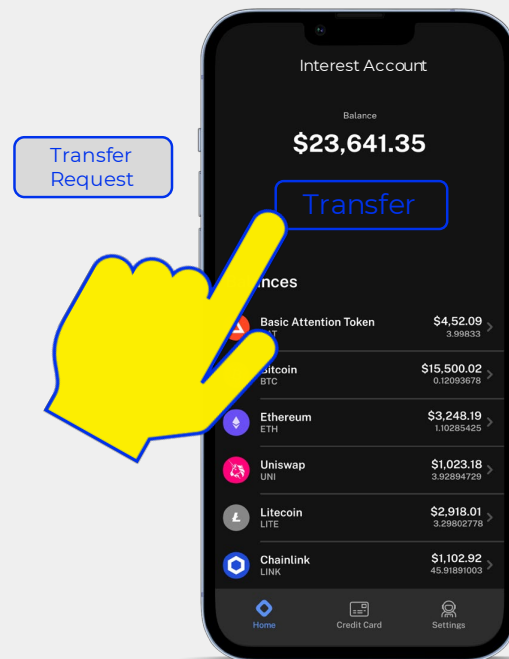 Transfer
Request
Interest Account
Balance
$23,641.35
Transfer
nces
Basic Attention Token
$4,52.09
3.99833
Bitcoin
$15,500.02
BTC
0.12093678
Ethereum
$3,248.19
ETH
1.10285425
Uniswap
$1,023.18
UNI
3.92894729
Litecoin
$2,918.01
LITE
3.29802778
Chainlink
$1,102.92
LINK
45.91891003
Home
Credit Card
Settings